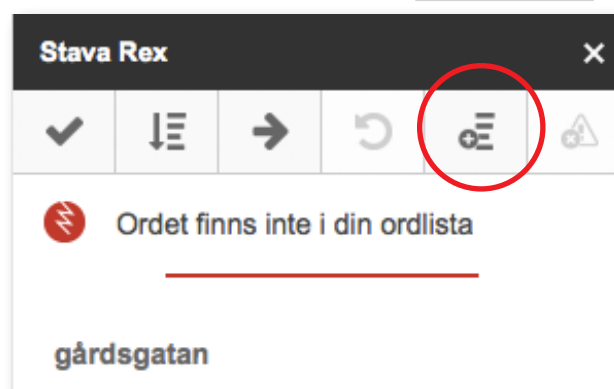 Stava Rex
Ordet finns inte i din ordlista
gårdsgatan